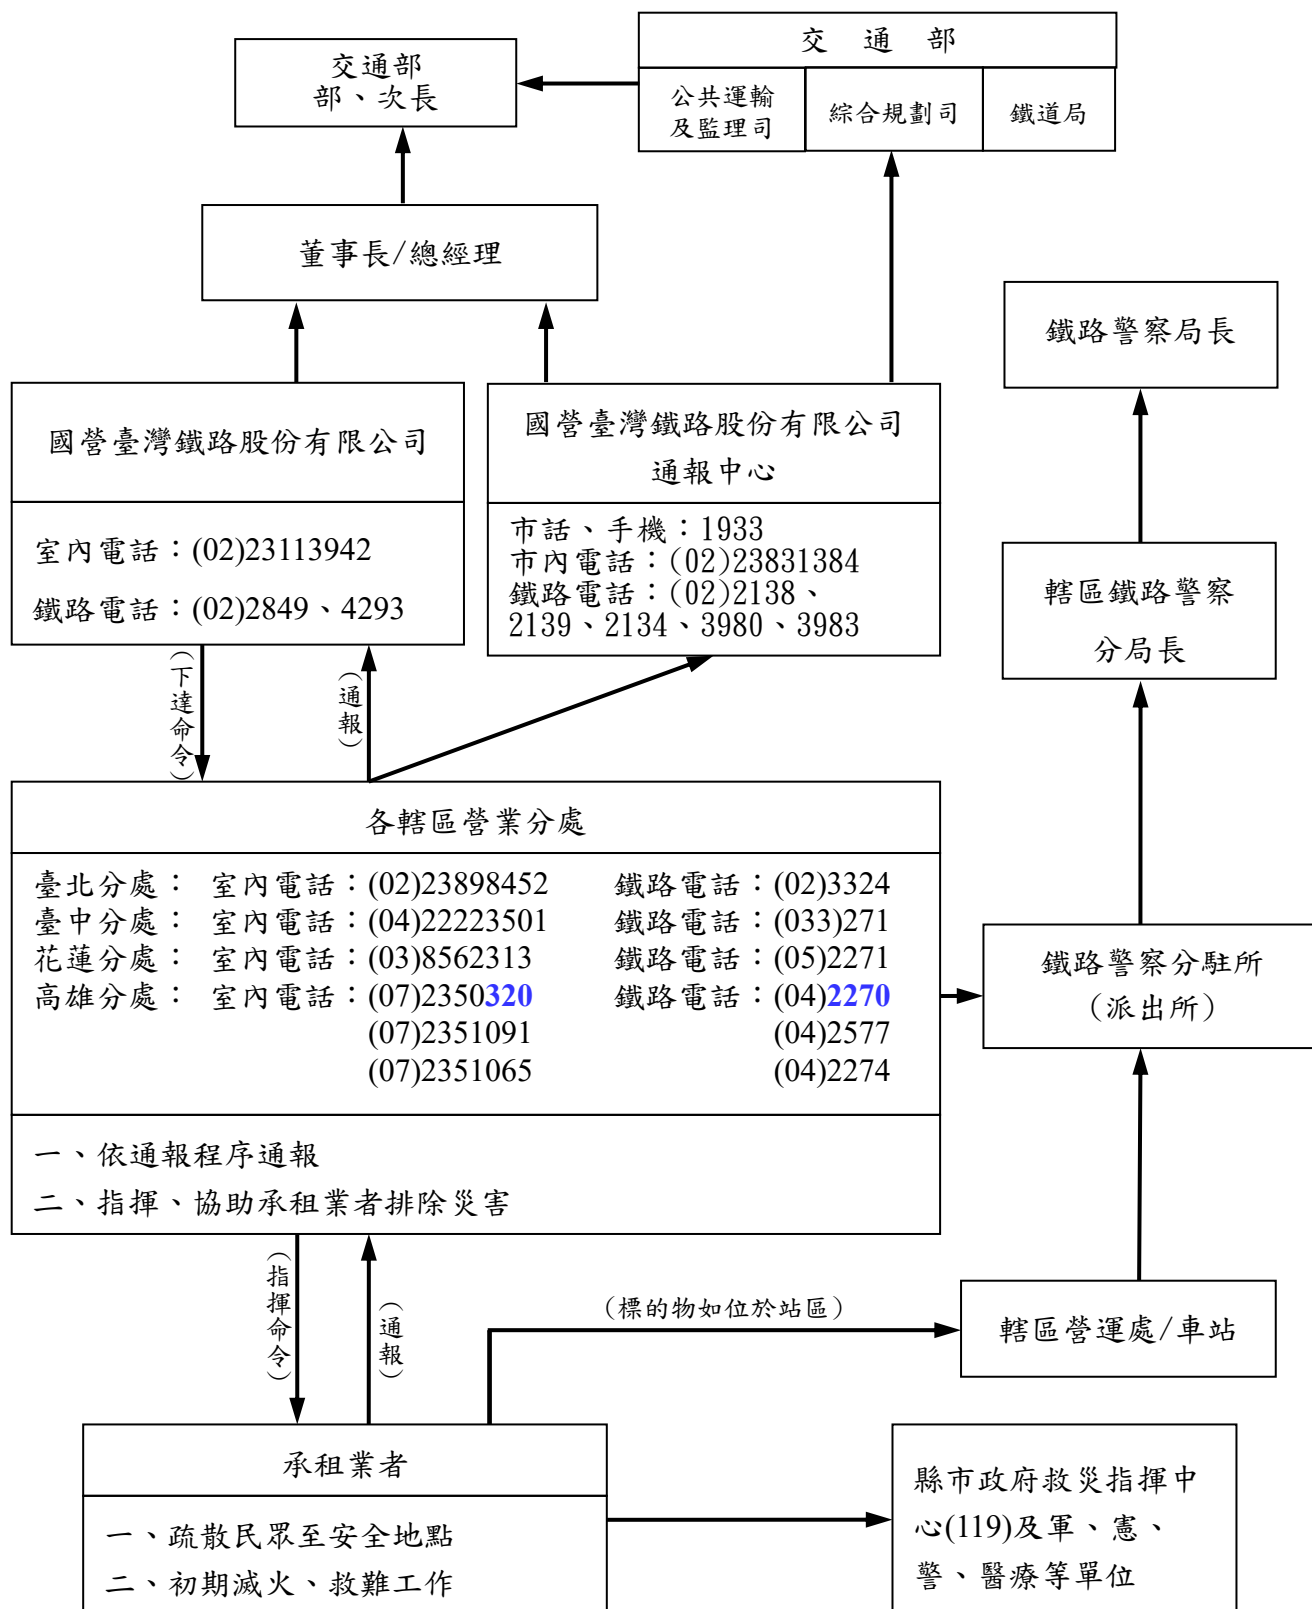 交通部
公共運輸
及監理司
綜合規劃司
鐵道局
交通部
部、次長
董事長/總經理
鐵路警察局長
國營臺灣鐵路股份有限公司
室內電話：(02)23113942
鐵路電話：(02)2849、4293
國營臺灣鐵路股份有限公司
通報中心
市話、手機：1933
市內電話：(02)23831384
鐵路電話：(02)2138、
2139、2134、3980、3983
轄區鐵路警察
分局長
（下達命令）
（通報）
各轄區營業分處
臺北分處： 室內電話：(02)23898452 鐵路電話：(02)3324
臺中分處： 室內電話：(04)22223501 鐵路電話：(033)271
花蓮分處： 室內電話：(03)8562313 鐵路電話：(05)2271
高雄分處： 室內電話：(07)2350320 鐵路電話：(04)2270
(07)2351091 (04)2577
(07)2351065 (04)2274
一、依通報程序通報
二、指揮、協助承租業者排除災害
鐵路警察分駐所
（派出所）
（指揮命令）
（通報）
（標的物如位於站區）
轄區營運處/車站
承租業者
一、疏散民眾至安全地點
二、初期滅火、救難工作
縣市政府救災指揮中
心(119)及軍、憲、
警、醫療等單位